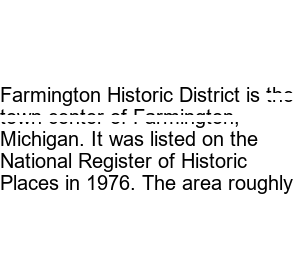 Farmington Historic District is the
town center of Farmington,
Michigan. It was listed on the
National Register of Historic
Places in 1976. The area roughly